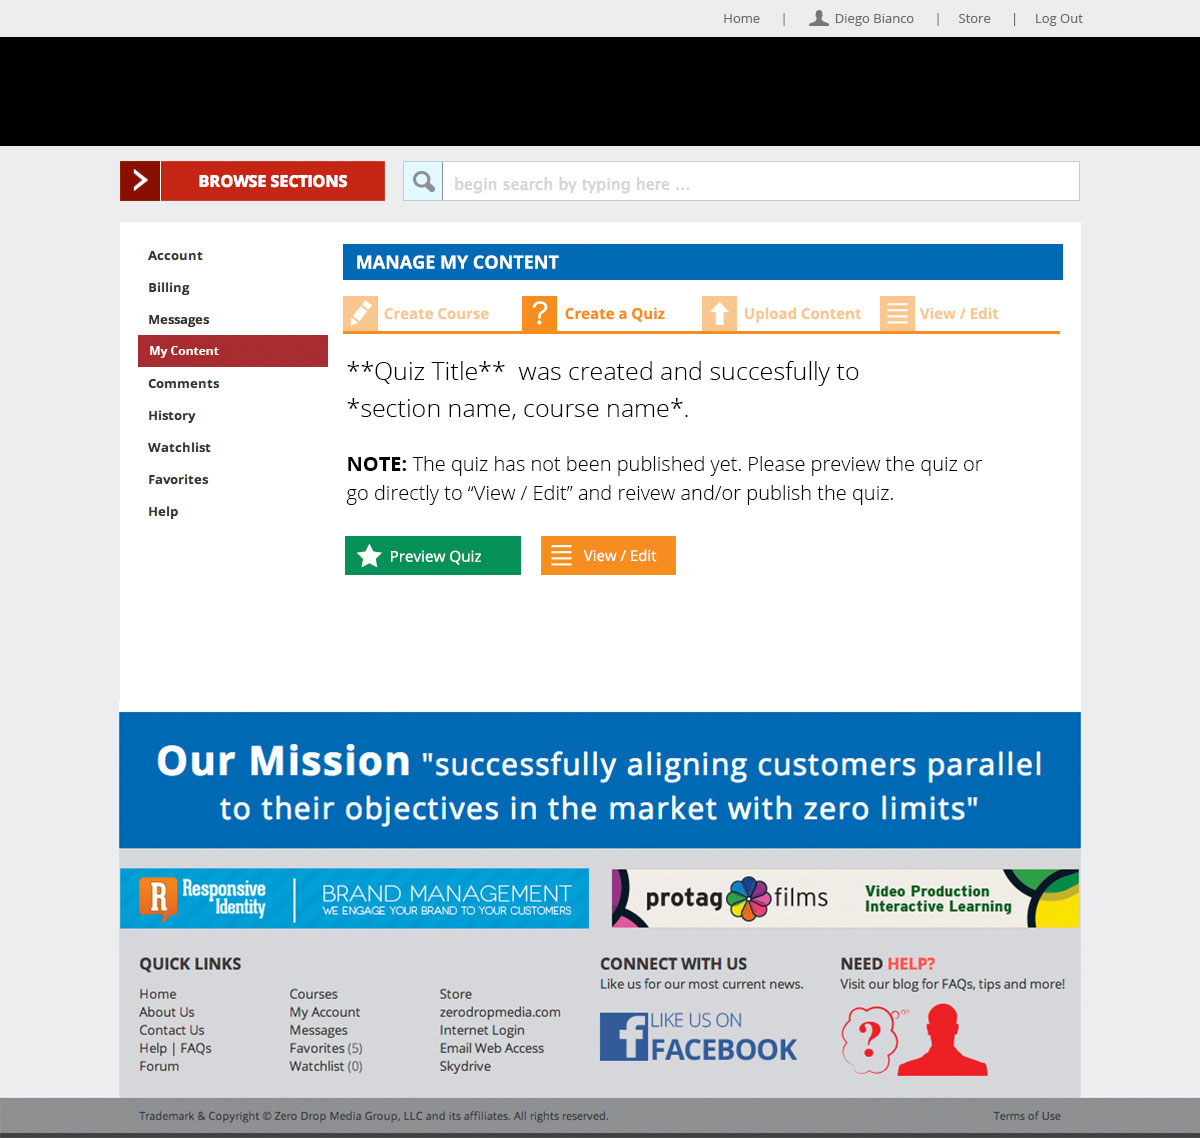 Home | Diego Bianco | Store | Log Out
BROWSE SECTIONS
begin search by typing here ...
Account
Billing
Messages
My Content
Comments
History
Watchlist
Favorites
Help
MANAGE MY CONTENT
Create Course
? Create a Quiz
Upload Content
View / Edit
**Quiz Title** was created and succesfully to
*section name, course name*.
NOTE: The quiz has not been published yet. Please preview the quiz or
go directly to “View / Edit” and reivew and/or publish the quiz.
Preview Quiz
View / Edit
Our Mission "successfully aligning customers parallel
to their objectives in the market with zero limits"
R Responsive
Identity
BRAND MANAGEMENT
WE ENGAGE YOUR BRAND TO YOUR CUSTOMERS
protag films
Video Production
Interactive Learning
QUICK LINKS
Home
About Us
Contact Us
Help | FAQs
Forum
Courses
My Account
Messages
Favorites (5)
Watchlist (0)
Store
zerodropmedia.com
Internet Login
Email Web Access
Skydrive
CONNECT WITH US
Like us for our most current news.
f LIKE US ON
FACEBOOK
NEED HELP?
Visit our blog for FAQs, tips and more!
?
Trademark & Copyright © Zero Drop Media Group, LLC and its affiliates. All rights reserved.
Terms of Use